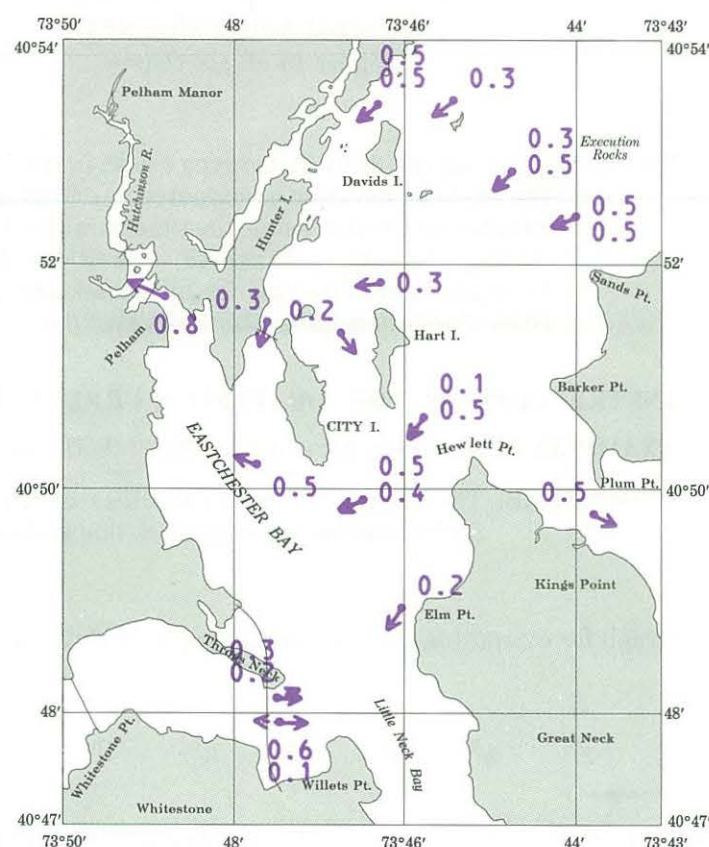 73°50′ 48′ 73°46′ 44′ 73°43′
40°54′ 40°54′
0.5
0.5 0.3
Pelham Manor
0.3 Execution
0.5 Rocks
Davids I.
Hutchinson R.
Hunter I.
0.5
0.5
52′ 52′
Sands Pt.
0.3
0.3 0.2
0.8
Pelham
Hart I.
Barker Pt.
0.1
0.5
CITY I.
Hewlett Pt.
EASTCHESTER BAY
0.5
0.5 0.4
0.5 Plum Pt.
40°50′ 40°50′
Kings Point
0.2
Elm Pt.
0.3
Throgs Neck
48′ 48′
Little Neck Bay
Great Neck
Whitestone Pt.
0.6
0.1
Willets Pt.
Whitestone
40°47′ 40°47′
73°50′ 48′ 73°46′ 44′ 73°43′